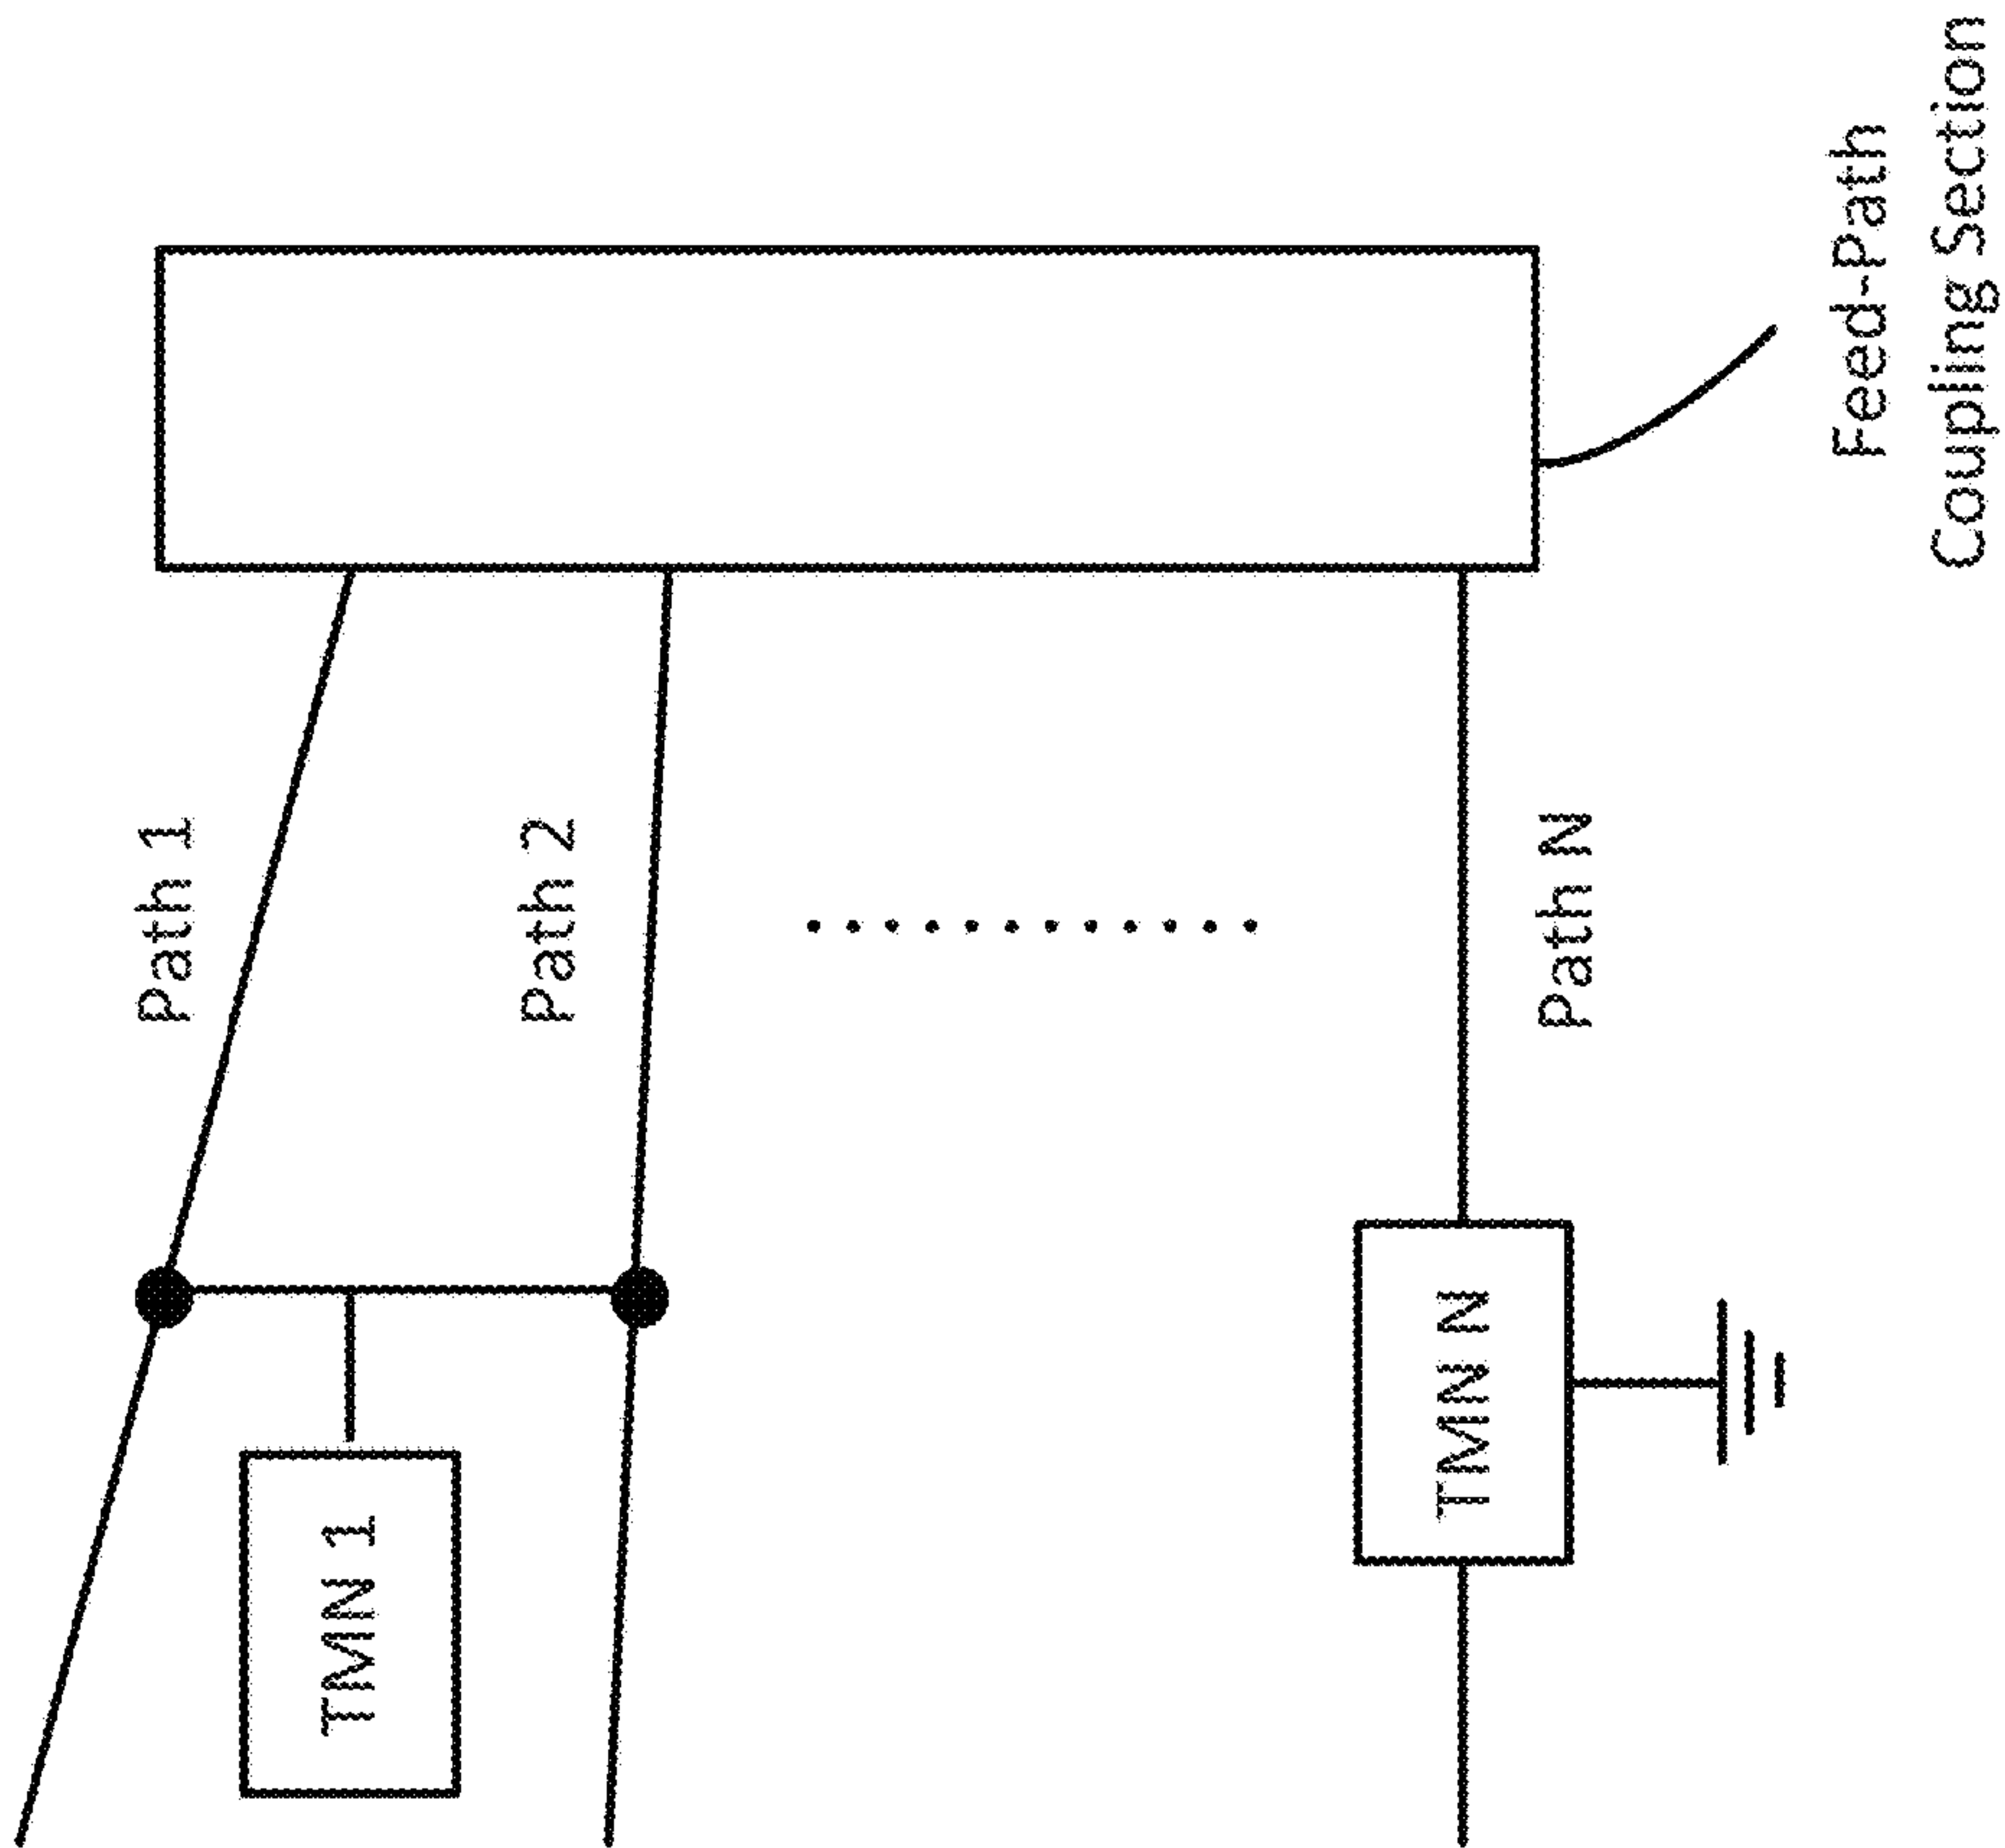 Path 1
Path 2
Path N
TMN 1
TMN N
Feed-Path
Coupling Section